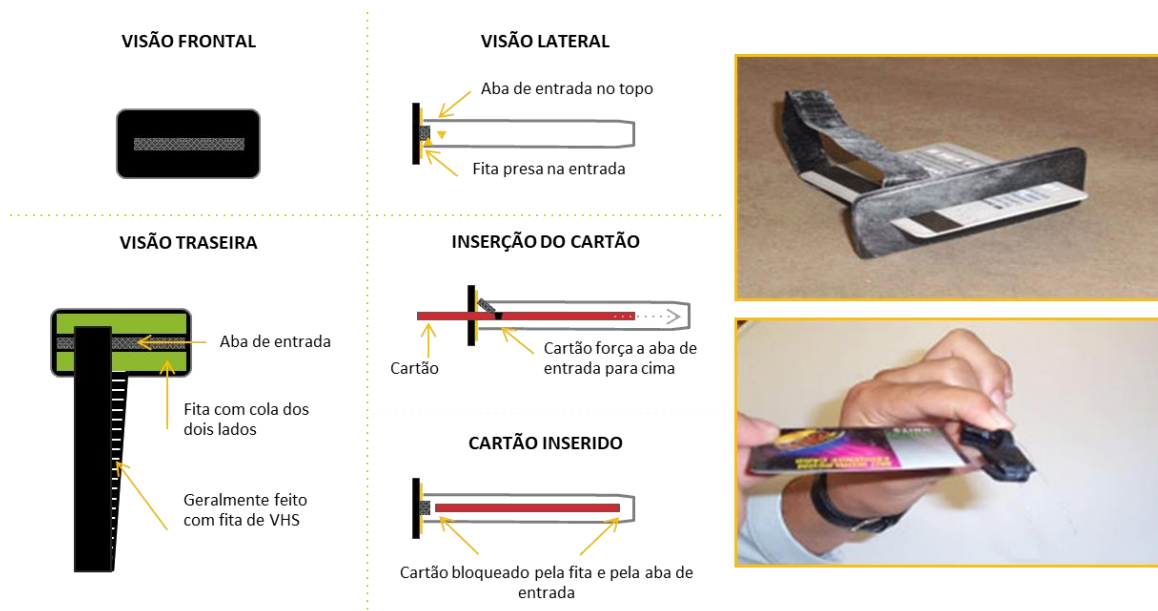 VISÃO FRONTAL
VISÃO LATERAL
Aba de entrada no topo
Fita presa na entrada
VISÃO TRASEIRA
Aba de entrada
Fita com cola dos
dois lados
Geralmente feito
com fita de VHS
INSERÇÃO DO CARTÃO
Cartão
Cartão força a aba de
entrada para cima
CARTÃO INSERIDO
Cartão bloqueado pela fita e pela aba de
entrada